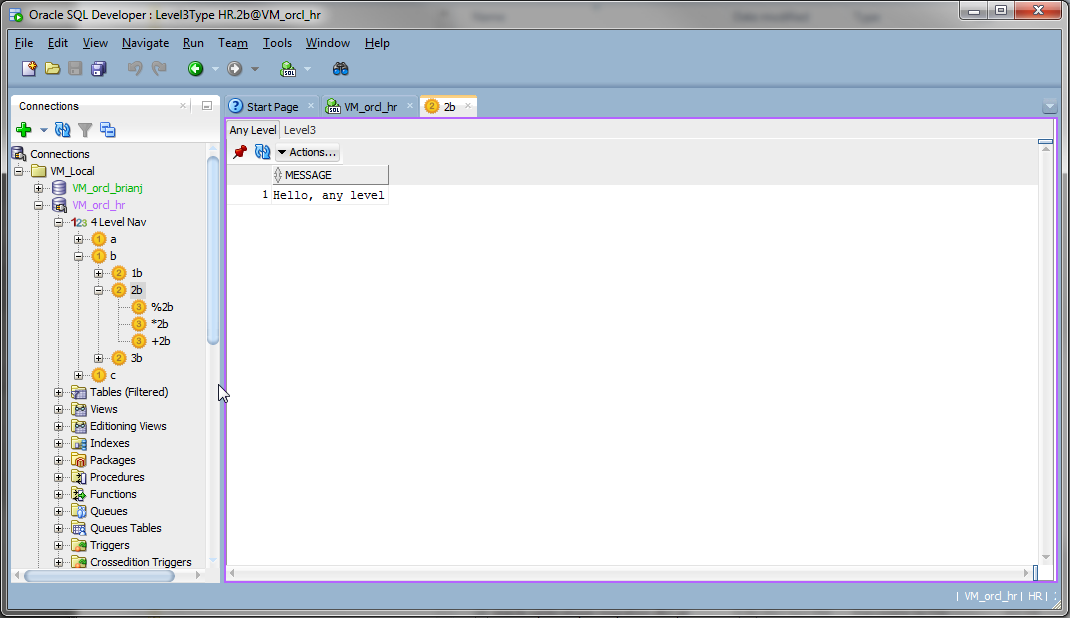 Oracle SQL Developer : Level3Type HR.2b@VM_orcl_hr
File Edit View Navigate Run Team Tools Window Help
Connections
Start Page
VM_orcl_hr
2b
Any Level
Level3
Actions...
MESSAGE
1 Hello, any level
Connections
VM_Local
VM_orcl_brianj
VM_orcl_hr
123 4 Level Nav
1 a
1 b
2 1b
2 2b
3 %2b
3 *2b
3 +2b
2 3b
1 c
Tables (Filtered)
Views
Editioning Views
Indexes
Packages
Procedures
Functions
Queues
Queues Tables
Triggers
Crossedition Triggers
| VM_orcl_hr | HR |